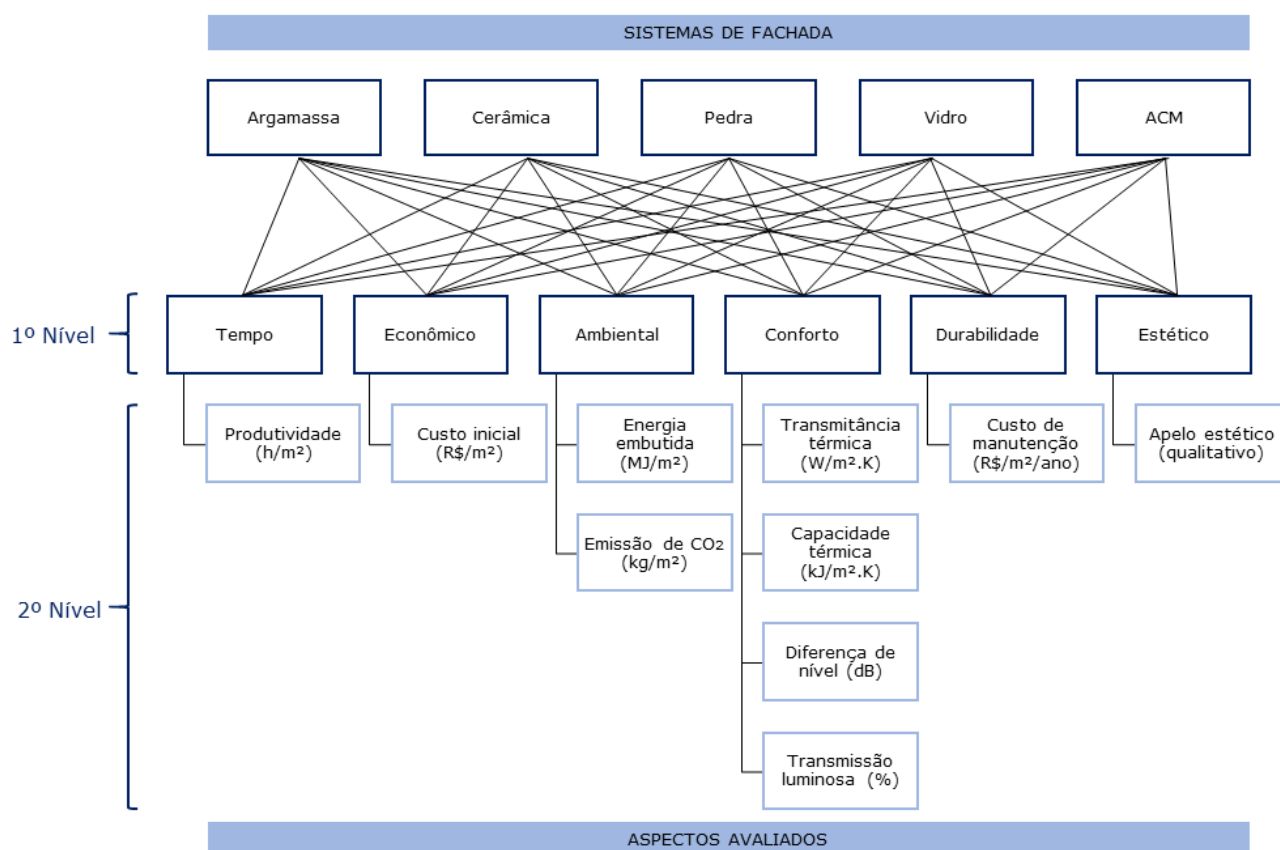 SISTEMAS DE FACHADA
Argamassa
Cerâmica
Pedra
Vidro
ACM
1º Nível
Tempo
Econômico
Ambiental
Conforto
Durabilidade
Estético
2º Nível
Produtividade
(h/m²)
Custo inicial
(R$/m²)
Energia
embutida
(MJ/m²)
Transmitância
térmica
(W/m².K)
Custo de
manutenção
(R$/m²/ano)
Apelo estético
(qualitativo)
Emissão de CO₂
(kg/m²)
Capacidade
térmica
(kJ/m².K)
Diferença de
nível (dB)
Transmissão
luminosa (%)
ASPECTOS AVALIADOS